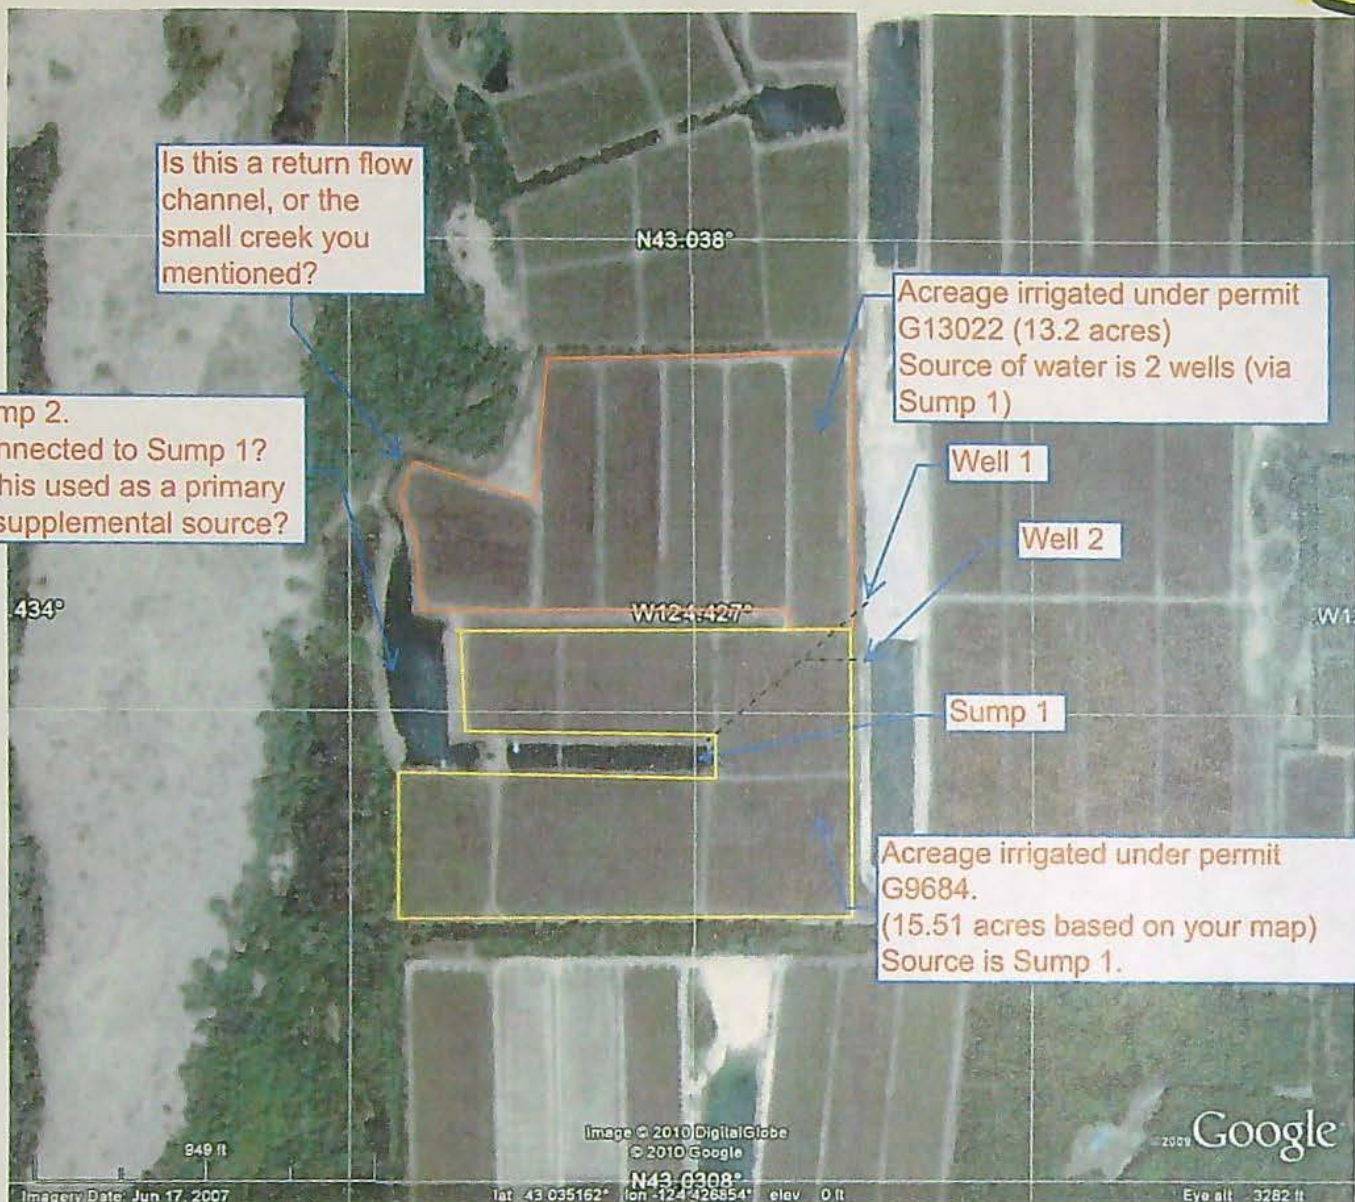 Is this a return flow
channel, or the
small creek you
mentioned?
N43.038°
Acreage irrigated under permit
G13022 (13.2 acres)
Source of water is 2 wells (via
Sump 1)
mp 2.
nnected to Sump 1?
his used as a primary
supplemental source?
Well 1
Well 2
.434°
W124.427°
W12
Sump 1
Acreage irrigated under permit
G9684.
(15.51 acres based on your map)
Source is Sump 1.
949 ft
Image © 2010 DigitalGlobe
© 2010 Google
©2009 Google
N43.0308°
Imagery Date: Jun 17, 2007
lat 43.035162° lon -124.426854° elev 0 ft
Eye alt 3282 ft